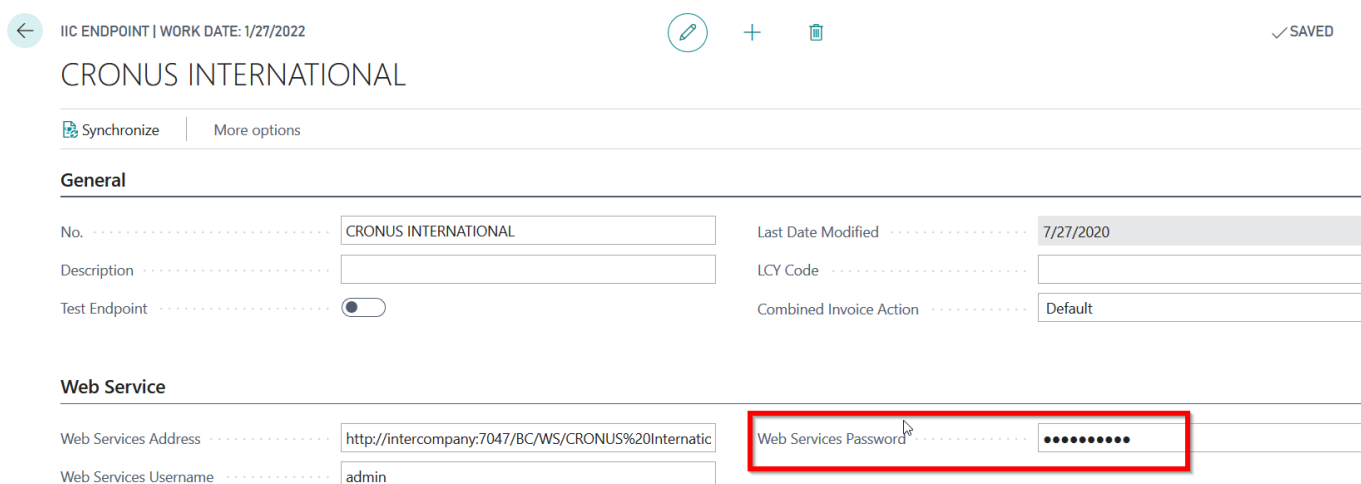 IIC ENDPOINT | WORK DATE: 1/27/2022
SAVED
CRONUS INTERNATIONAL
Synchronize More options
General
No. CRONUS INTERNATIONAL Last Date Modified 7/27/2020
Description LCY Code
Test Endpoint Combined Invoice Action Default
Web Service
Web Services Address http://intercompany:7047/BC/WS/CRONUS%20Internatic Web Services Password ●●●●●●●●●●
Web Services Username admin